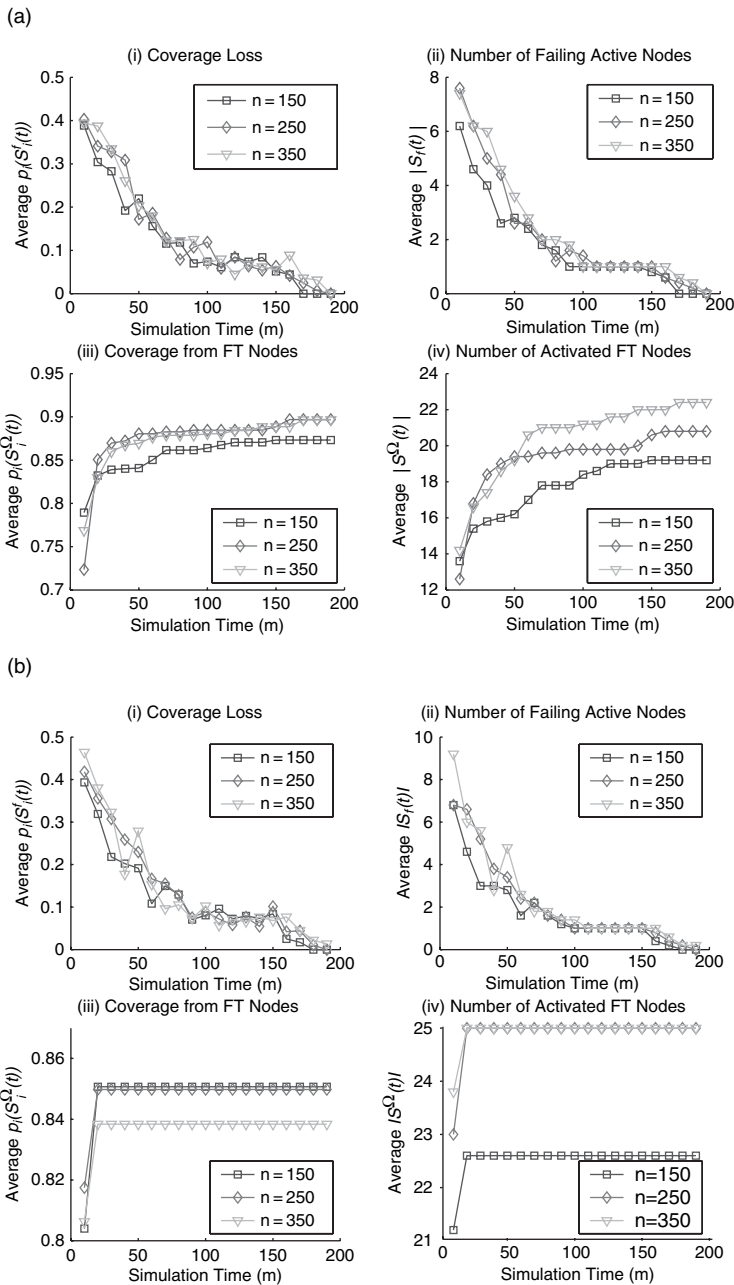 (a)
(i) Coverage Loss
0.5
0.4
0.3
0.2
0.1
0
Average p_i(S^f_i(t))
n = 150
n = 250
n = 350
0 50 100 150 200
Simulation Time (m)
(ii) Number of Failing Active Nodes
8
6
4
2
0
Average |S_f(t)|
n = 150
n = 250
n = 350
0 50 100 150 200
Simulation Time (m)
(iii) Coverage from FT Nodes
0.95
0.9
0.85
0.8
0.75
0.7
Average p_i(S^Ω_i(t))
n = 150
n = 250
n = 350
0 50 100 150 200
Simulation Time (m)
(iv) Number of Activated FT Nodes
24
22
20
18
16
14
12
Average |S^Ω(t)|
n = 150
n = 250
n = 350
0 50 100 150 200
Simulation Time (m)
(b)
(i) Coverage Loss
0.5
0.4
0.3
0.2
0.1
0
Average p_i(S^f_i(t))
n = 150
n = 250
n = 350
0 50 100 150 200
Simulation Time (m)
(ii) Number of Failing Active Nodes
10
8
6
4
2
0
Average |S_f(t)|
n = 150
n = 250
n = 350
0 50 100 150 200
Simulation Time (m)
(iii) Coverage from FT Nodes
0.86
0.84
0.82
0.8
Average p_i(S^Ω_i(t))
n = 150
n = 250
n = 350
0 50 100 150 200
Simulation Time (m)
(iv) Number of Activated FT Nodes
25
24
23
22
21
Average |S^Ω(t)|
n=150
n=250
n=350
0 50 100 150 200
Simulation Time (m)